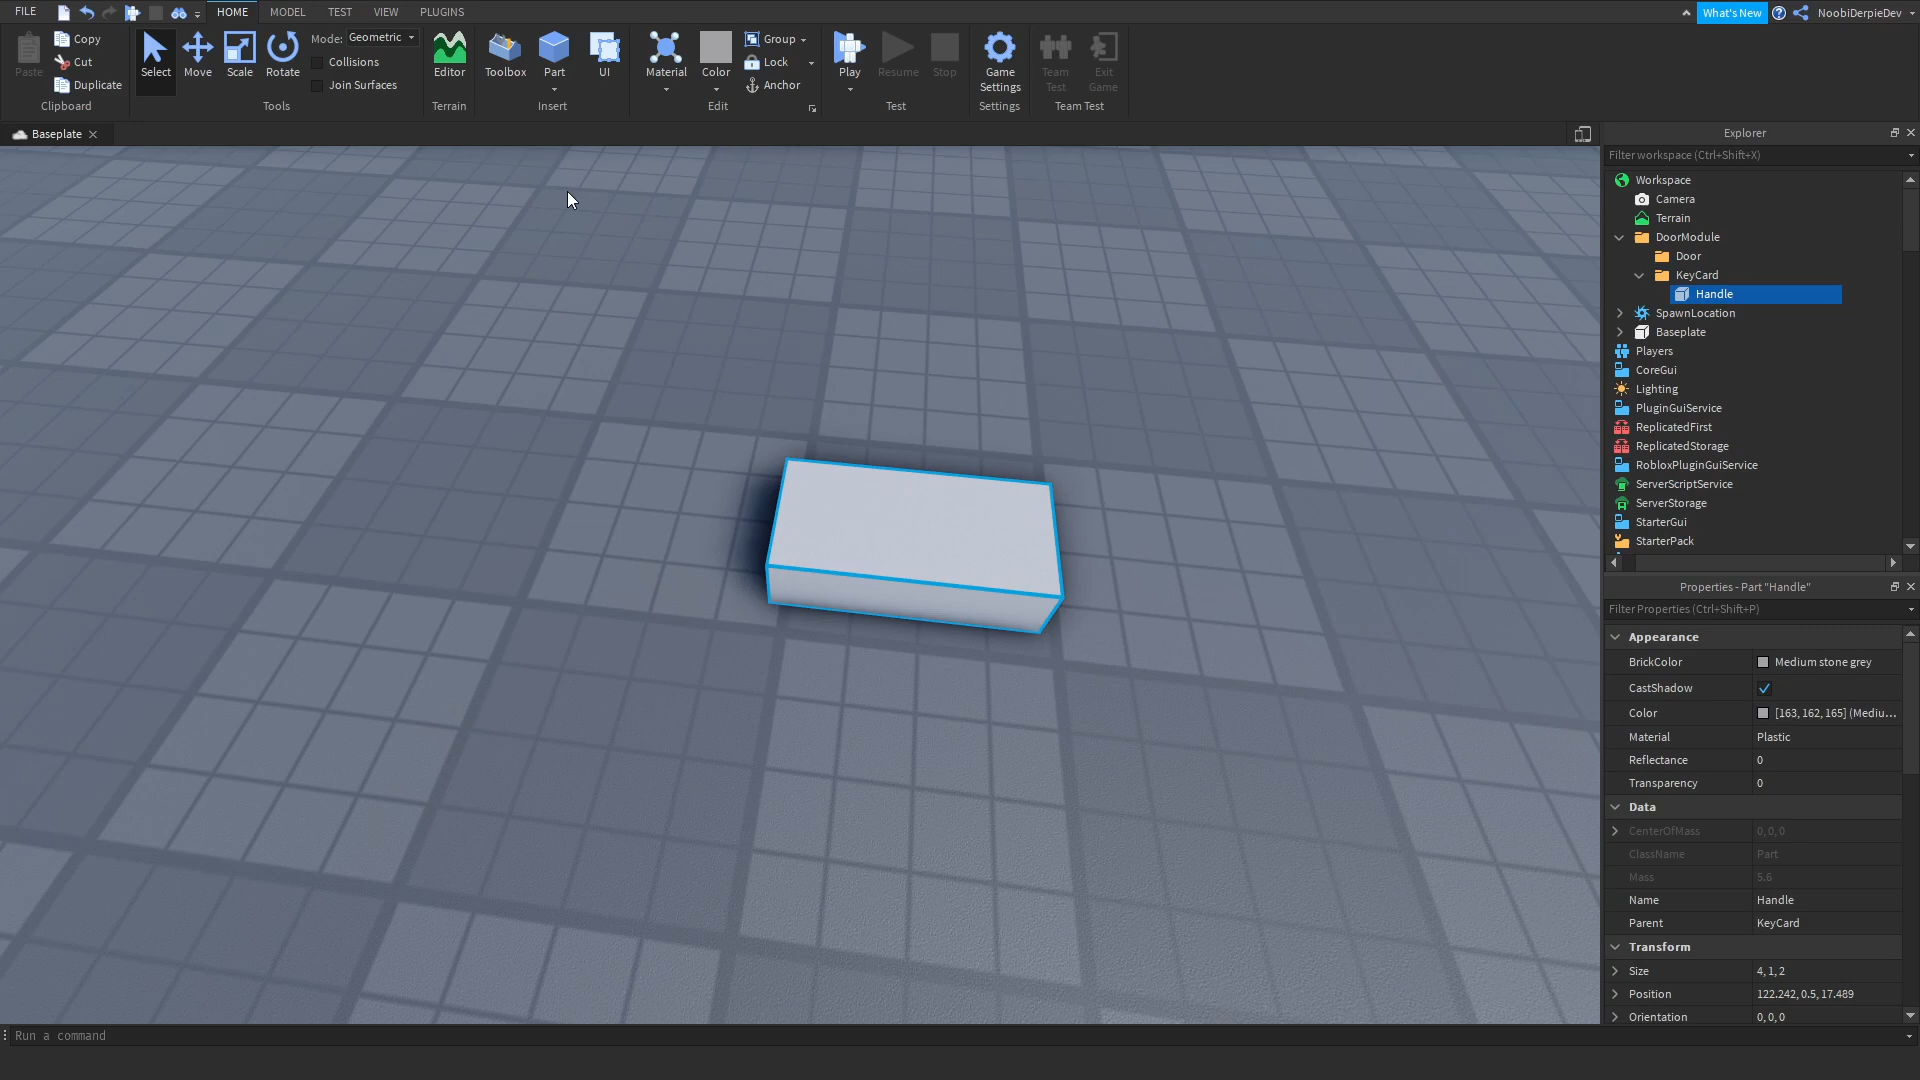 FILE
HOME
MODEL
TEST
VIEW
PLUGINS
What's New
NoobiDerpieDev
Paste
Copy
Cut
Duplicate
Clipboard
Select
Move
Scale
Rotate
Mode: Geometric
Collisions
Join Surfaces
Tools
Editor
Terrain
Toolbox
Part
UI
Insert
Material
Color
Group
Lock
Anchor
Edit
Play
Resume
Stop
Test
Game
Settings
Settings
Team
Test
Exit
Game
Team Test
Baseplate
Explorer
Filter workspace (Ctrl+Shift+X)
Workspace
Camera
Terrain
DoorModule
Door
KeyCard
Handle
SpawnLocation
Baseplate
Players
CoreGui
Lighting
PluginGuiService
ReplicatedFirst
ReplicatedStorage
RobloxPluginGuiService
ServerScriptService
ServerStorage
StarterGui
StarterPack
Properties - Part "Handle"
Filter Properties (Ctrl+Shift+P)
Appearance
BrickColor Medium stone grey
CastShadow
Color [163, 162, 165] (Mediu...
Material Plastic
Reflectance 0
Transparency 0
Data
CenterOfMass 0, 0, 0
ClassName Part
Mass 5.6
Name Handle
Parent KeyCard
Transform
Size 4, 1, 2
Position 122.242, 0.5, 17.489
Orientation 0, 0, 0
Run a command